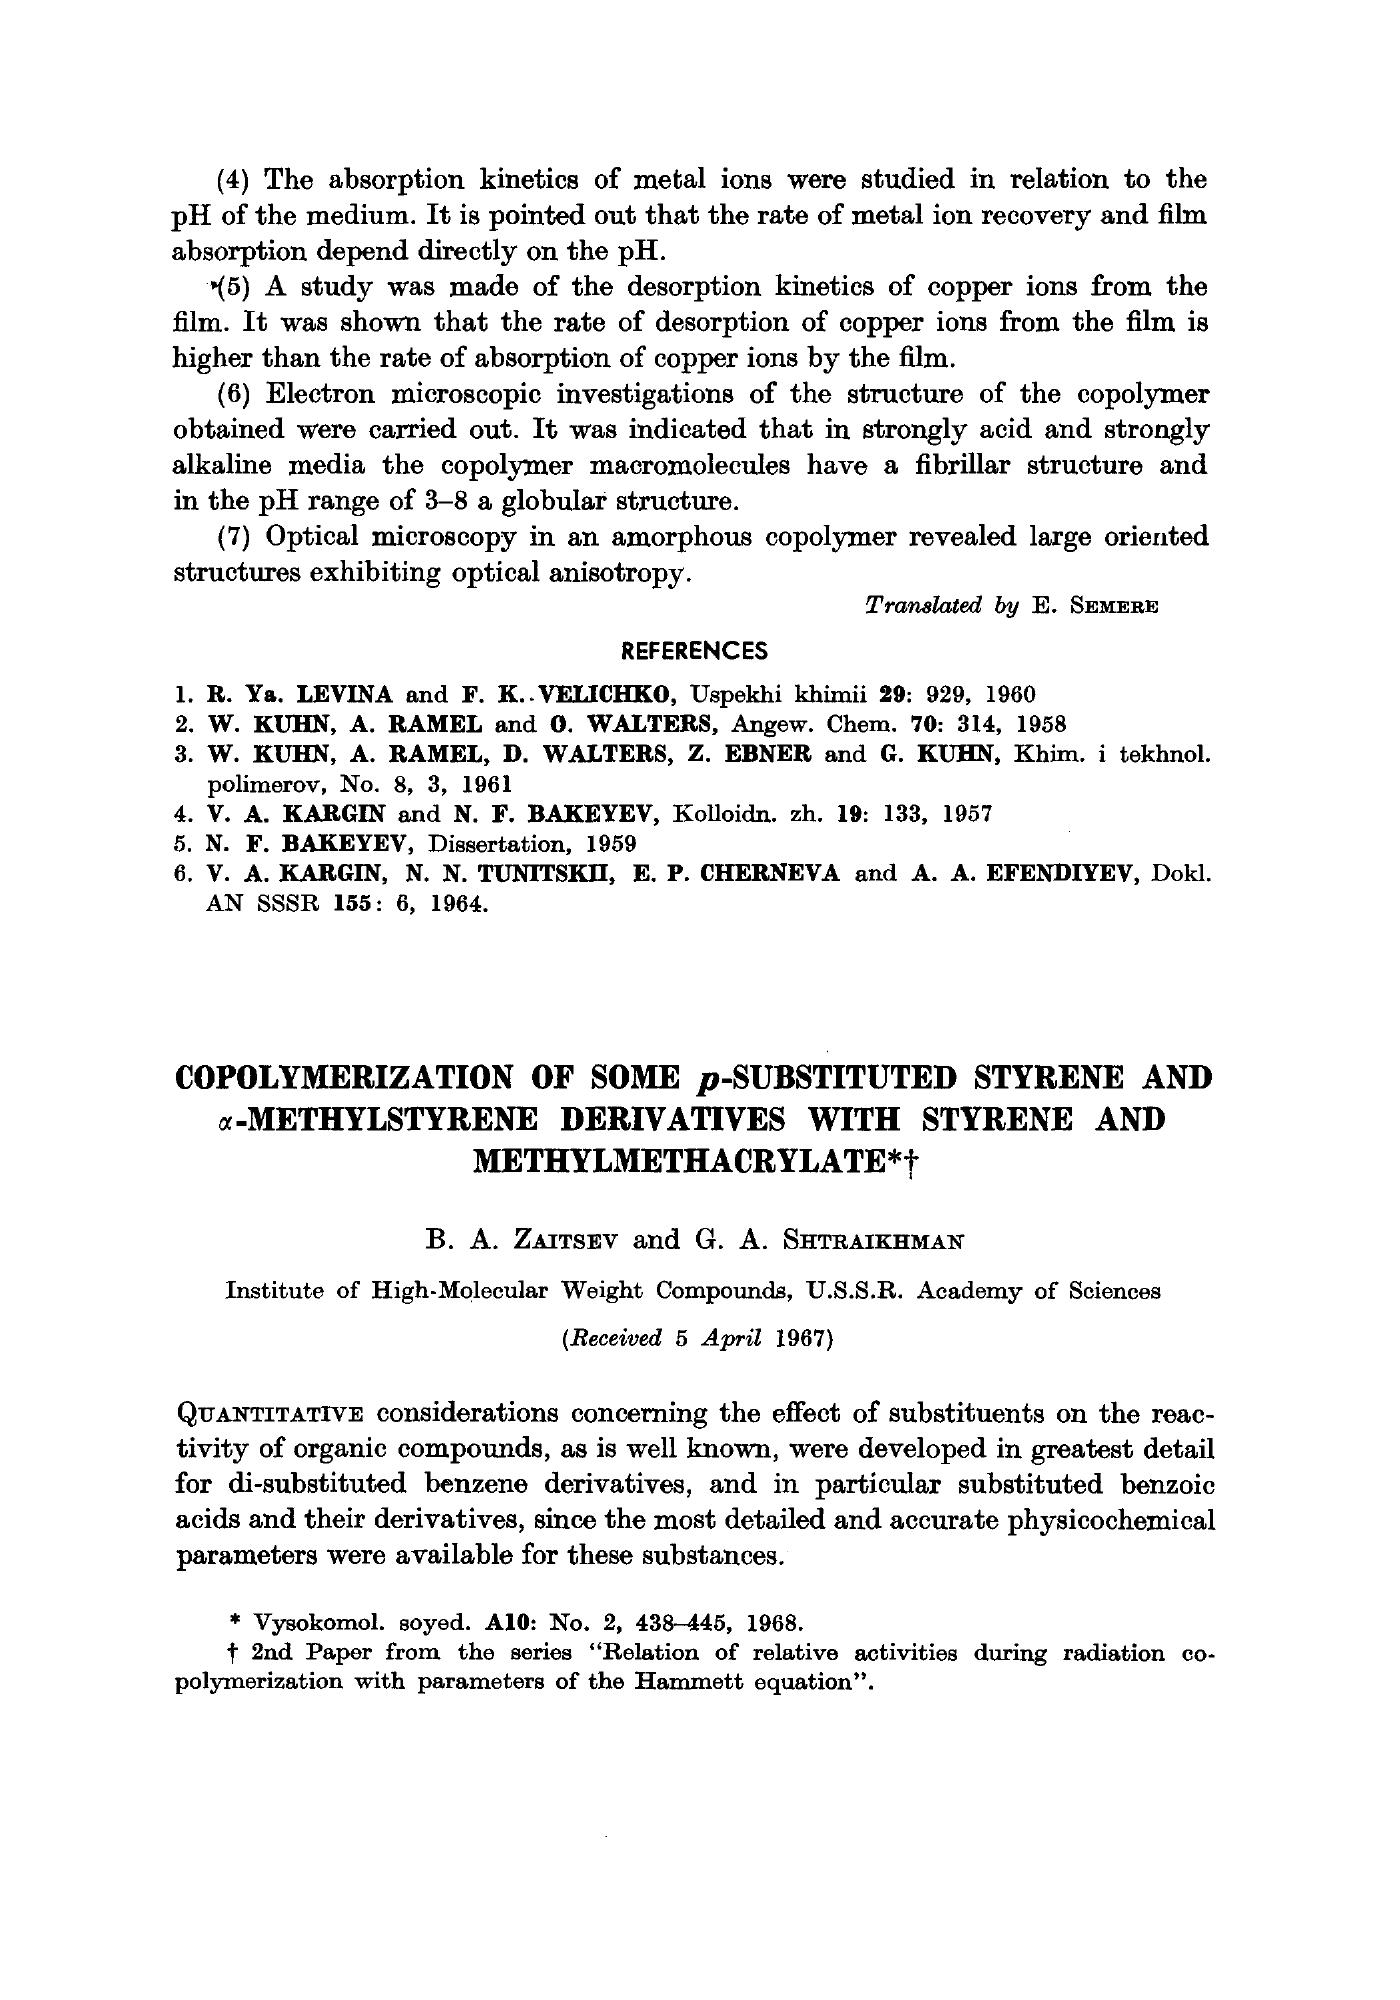 (4) The absorption kinetics of metal ions were studied in relation to the
pH of the medium. It is pointed out that the rate of metal ion recovery and film
absorption depend directly on the pH.
(5) A study was made of the desorption kinetics of copper ions from the
film. It was shown that the rate of desorption of copper ions from the film is
higher than the rate of absorption of copper ions by the film.
(6) Electron microscopic investigations of the structure of the copolymer
obtained were carried out. It was indicated that in strongly acid and strongly
alkaline media the copolymer macromolecules have a fibrillar structure and
in the pH range of 3–8 a globular structure.
(7) Optical microscopy in an amorphous copolymer revealed large oriented
structures exhibiting optical anisotropy.
Translated by E. SEMERE
REFERENCES
1. R. Ya. LEVINA and F. K. VELICHKO, Uspekhi khimii 29: 929, 1960
2. W. KUHN, A. RAMEL and O. WALTERS, Angew. Chem. 70: 314, 1958
3. W. KUHN, A. RAMEL, D. WALTERS, Z. EBNER and G. KUHN, Khim. i tekhnol.
polimerov, No. 8, 3, 1961
4. V. A. KARGIN and N. F. BAKEYEV, Kolloidn. zh. 19: 133, 1957
5. N. F. BAKEYEV, Dissertation, 1959
6. V. A. KARGIN, N. N. TUNITSKII, E. P. CHERNEVA and A. A. EFENDIYEV, Dokl.
AN SSSR 155: 6, 1964.
COPOLYMERIZATION OF SOME p-SUBSTITUTED STYRENE AND
α-METHYLSTYRENE DERIVATIVES WITH STYRENE AND
METHYLMETHACRYLATE*†
B. A. ZAITSEV and G. A. SHTRAIKHMAN
Institute of High-Molecular Weight Compounds, U.S.S.R. Academy of Sciences
(Received 5 April 1967)
QUANTITATIVE considerations concerning the effect of substituents on the reac-
tivity of organic compounds, as is well known, were developed in greatest detail
for di-substituted benzene derivatives, and in particular substituted benzoic
acids and their derivatives, since the most detailed and accurate physicochemical
parameters were available for these substances.
* Vysokomol. soyed. A10: No. 2, 438–445, 1968.
† 2nd Paper from the series “Relation of relative activities during radiation co-
polymerization with parameters of the Hammett equation”.